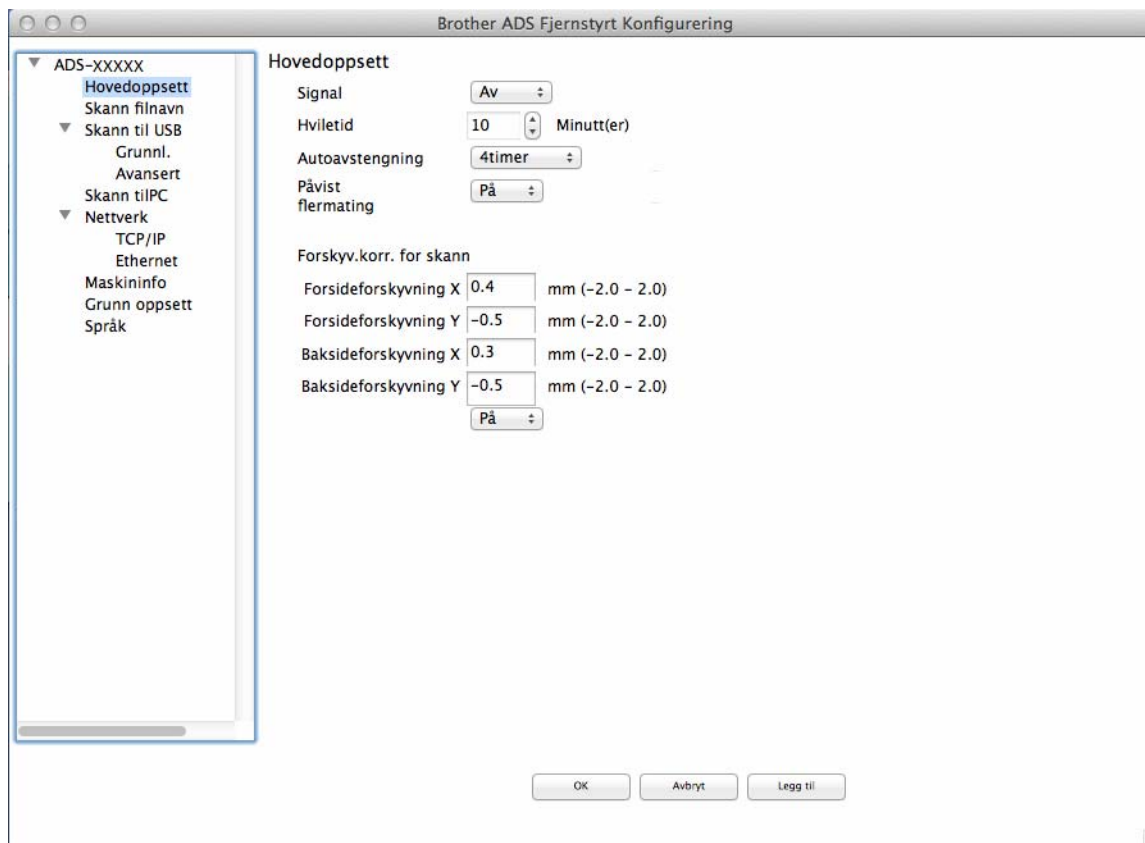 Brother ADS Fjernstyrt Konfigurering
ADS-XXXXX
Hovedoppsett
Skann filnavn
Skann til USB
Grunnl.
Avansert
Skann tilPC
Nettverk
TCP/IP
Ethernet
Maskininfo
Grunn oppsett
Språk
Hovedoppsett
Signal Av
Hviletid 10 Minutt(er)
Autoavstengning 4timer
Påvist
flermating På
Forskyv.korr. for skann
Forsideforskyvning X 0.4 mm (-2.0 - 2.0)
Forsideforskyvning Y -0.5 mm (-2.0 - 2.0)
Baksideforskyvning X 0.3 mm (-2.0 - 2.0)
Baksideforskyvning Y -0.5 mm (-2.0 - 2.0)
På
OK Avbryt Legg til